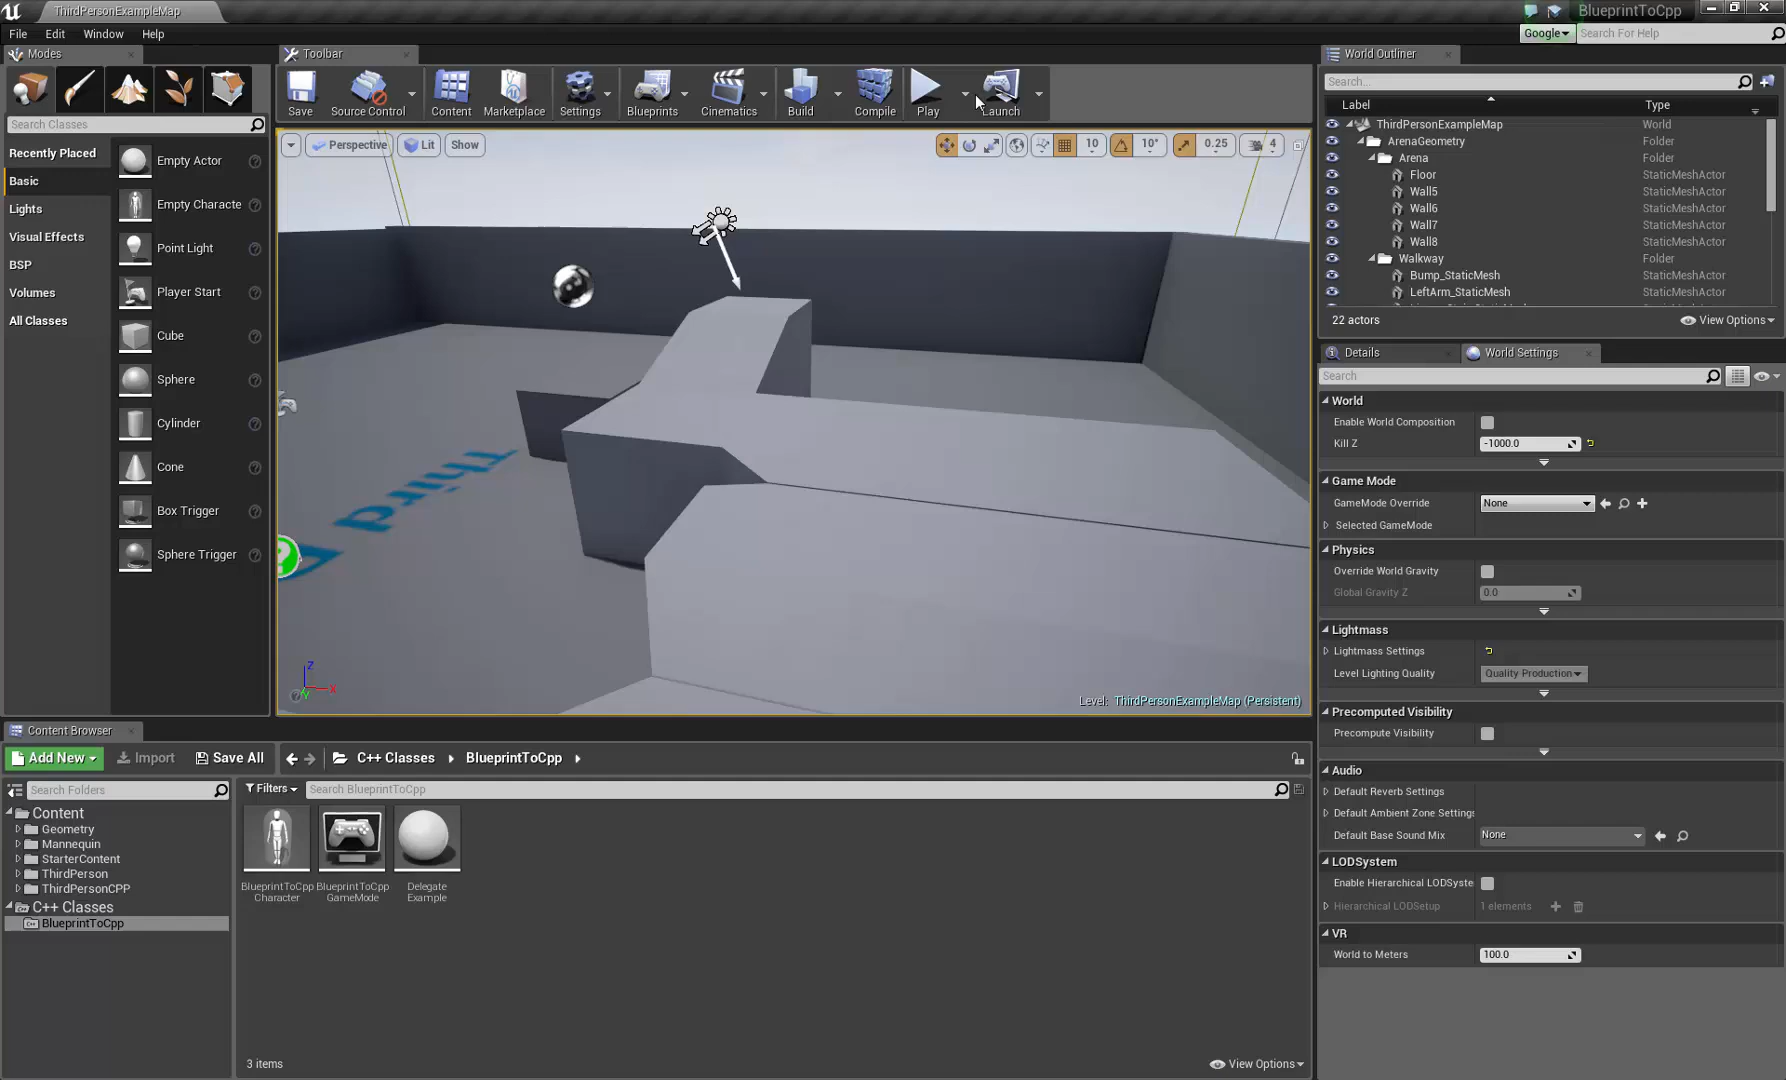 ThirdPersonExampleMap
BlueprintToCpp
File Edit Window Help
Google Search For Help
Modes
Toolbar
World Outliner
Search...
Save Source Control Content Marketplace Settings Blueprints Cinematics Build Compile Play Launch
Label Type
Search Classes
Recently Placed
Basic
Lights
Visual Effects
BSP
Volumes
All Classes
Empty Actor
Empty Characte
Point Light
Player Start
Cube
Sphere
Cylinder
Cone
Box Trigger
Sphere Trigger
Perspective Lit Show
10 10° 0.25 4
Third
Z
X
Y
Level: ThirdPersonExampleMap (Persistent)
ThirdPersonExampleMap World
ArenaGeometry Folder
Arena Folder
Floor StaticMeshActor
Wall5 StaticMeshActor
Wall6 StaticMeshActor
Wall7 StaticMeshActor
Wall8 StaticMeshActor
Walkway Folder
Bump_StaticMesh StaticMeshActor
LeftArm_StaticMesh StaticMeshActor
22 actors View Options
Details World Settings
Search
World
Enable World Composition
Kill Z -1000.0
Game Mode
GameMode Override None
Selected GameMode
Physics
Override World Gravity
Global Gravity Z 0.0
Lightmass
Lightmass Settings
Level Lighting Quality Quality Production
Precomputed Visibility
Precompute Visibility
Audio
Default Reverb Settings
Default Ambient Zone Settings
Default Base Sound Mix None
LODSystem
Enable Hierarchical LODSyste
Hierarchical LODSetup 1 elements
VR
World to Meters 100.0
Content Browser
Add New Import Save All C++ Classes BlueprintToCpp
Search Folders
Filters Search BlueprintToCpp
Content
Geometry
Mannequin
StarterContent
ThirdPerson
ThirdPersonCPP
C++ Classes
BlueprintToCpp
BlueprintToCpp
Character
BlueprintToCpp
GameMode
Delegate
Example
3 items View Options